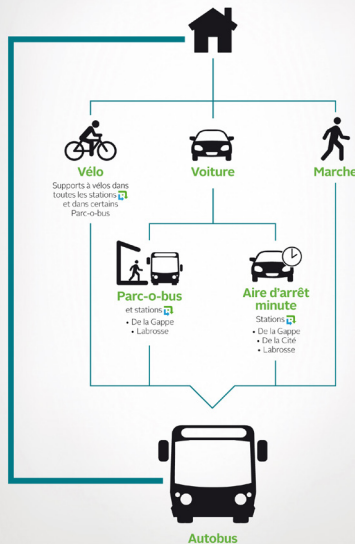 Vélo
Supports à vélos dans
toutes les stations
et dans certains
Parc-o-bus
Voiture
Marche
Parc-o-bus
et stations
• De la Gappe
• Labrosse
Aire d'arrêt
minute
Stations
• De la Gappe
• De la Cité
• Labrosse
Autobus